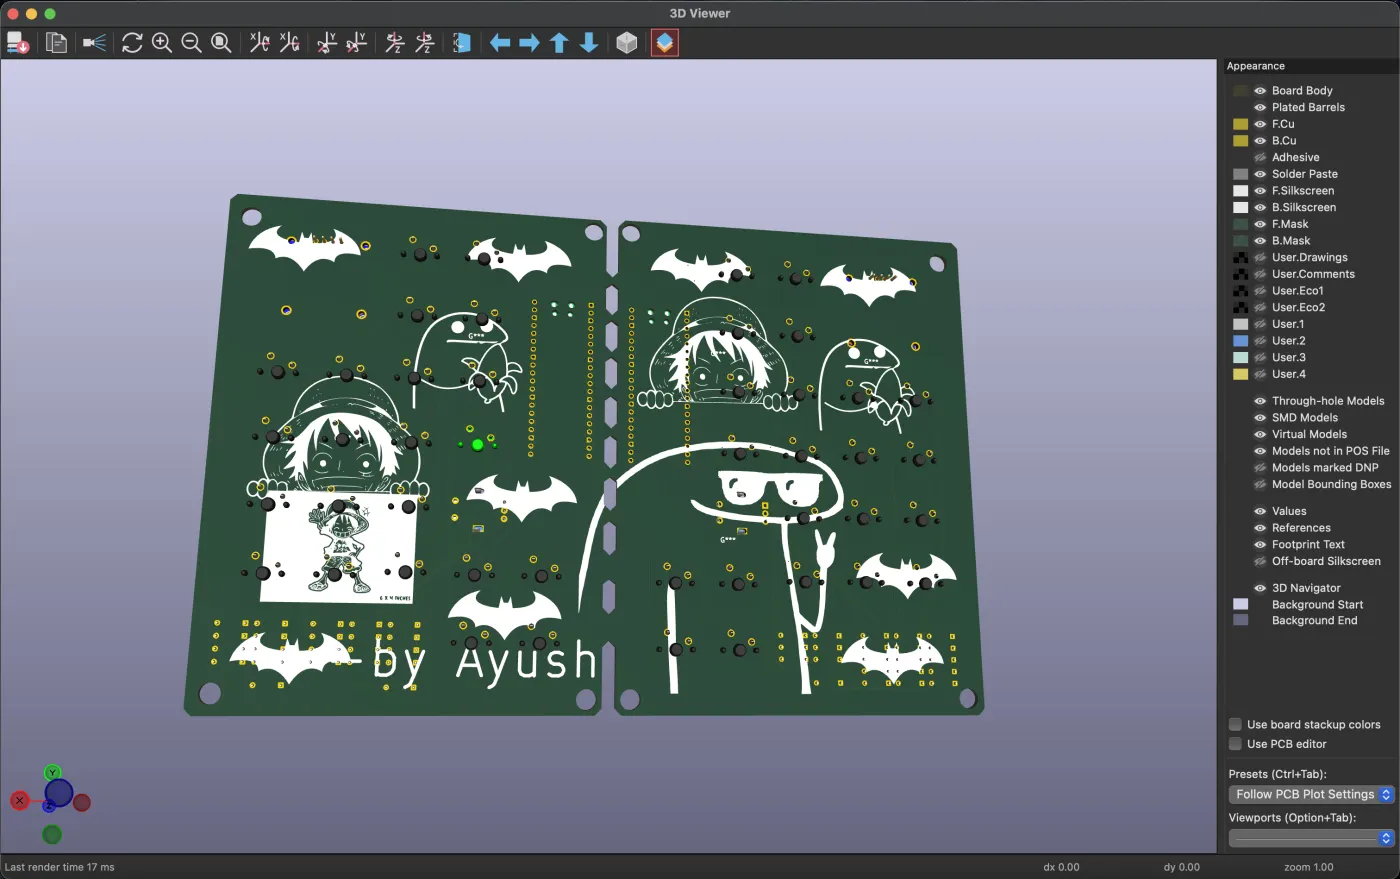 3D Viewer
Appearance
Board Body
Plated Barrels
F.Cu
B.Cu
Adhesive
Solder Paste
F.Silkscreen
B.Silkscreen
F.Mask
B.Mask
User.Drawings
User.Comments
User.Eco1
User.Eco2
User.1
User.2
User.3
User.4
Through-hole Models
SMD Models
Virtual Models
Models not in POS File
Models marked DNP
Model Bounding Boxes
Values
References
Footprint Text
Off-board Silkscreen
3D Navigator
Background Start
Background End
Use board stackup colors
Use PCB editor
Presets (Ctrl+Tab):
Follow PCB Plot Settings
Viewports (Option+Tab):
G***
G***
G***
G***
6 X 4 INCHES
-by Ayush
Y
X
Z
Last render time 17 ms
dx 0.00
dy 0.00
zoom 1.00